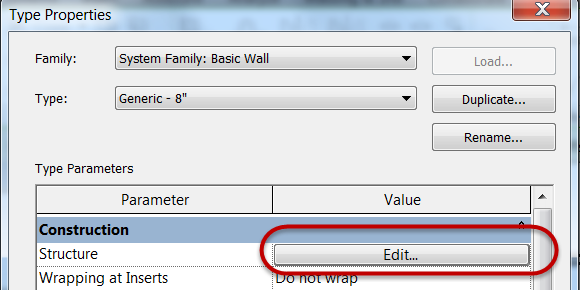 Type Properties
Family: System Family: Basic Wall Load...
Type: Generic - 8" Duplicate...
Rename...
Type Parameters
Parameter Value
Construction
Structure Edit...
Wrapping at Inserts Do not wrap